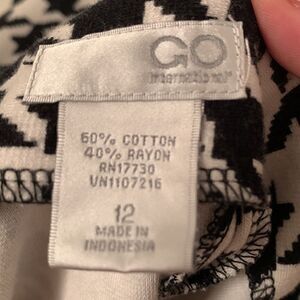 GO
international
60% COTTON
40% RAYON
RN17730
VN1107216
12
MADE IN
INDONESIA